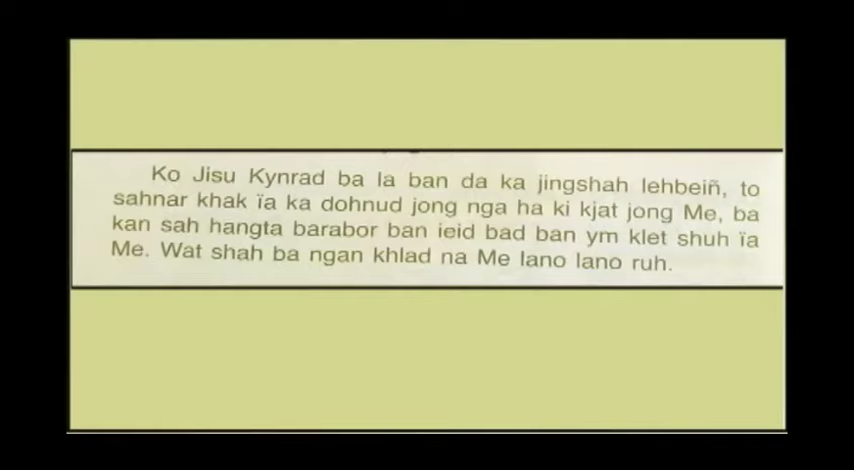 Ko Jisu Kynrad ba la ban da ka jingshah lehbeiñ, to
sahnar khak ïa ka dohnud jong nga ha ki kjat jong Me, ba
kan sah hangta barabor ban ieid bad ban ym klet shuh ïa
Me. Wat shah ba ngan khlad na Me lano lano ruh.